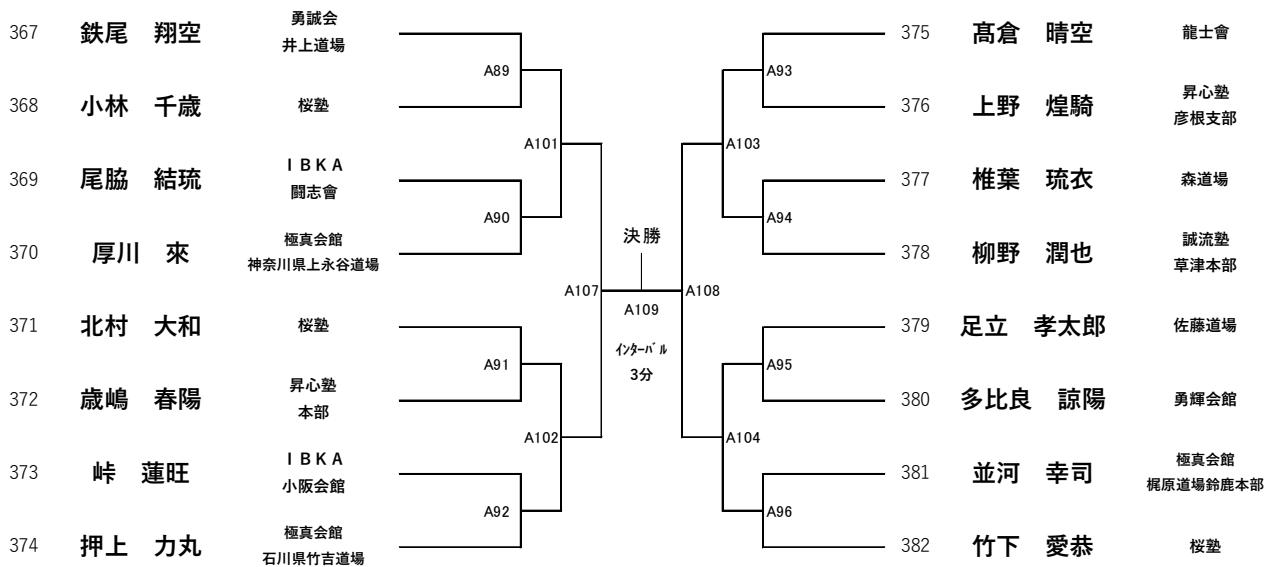 367 鉄尾 翔空 勇誠会
井上道場
A89
368 小林 千歳 桜塾
A101
369 尾脇 結琉 ＩＢＫＡ
闘志會
A90
370 厚川 來 極真会館
神奈川県上永谷道場
A107
371 北村 大和 桜塾
A91
372 歳嶋 春陽 昇心塾
本部
A102
373 峠 蓮旺 ＩＢＫＡ
小阪会館
A92
374 押上 力丸 極真会館
石川県竹吉道場
決勝
A109
ｲﾝﾀｰﾊﾞﾙ
3分
375 髙倉 晴空 龍士會
A93
376 上野 煌騎 昇心塾
彦根支部
A103
377 椎葉 琉衣 森道場
A94
378 柳野 潤也 誠流塾
草津本部
A108
379 足立 孝太郎 佐藤道場
A95
380 多比良 諒陽 勇輝会館
A104
381 並河 幸司 極真会館
梶原道場鈴鹿本部
A96
382 竹下 愛恭 桜塾